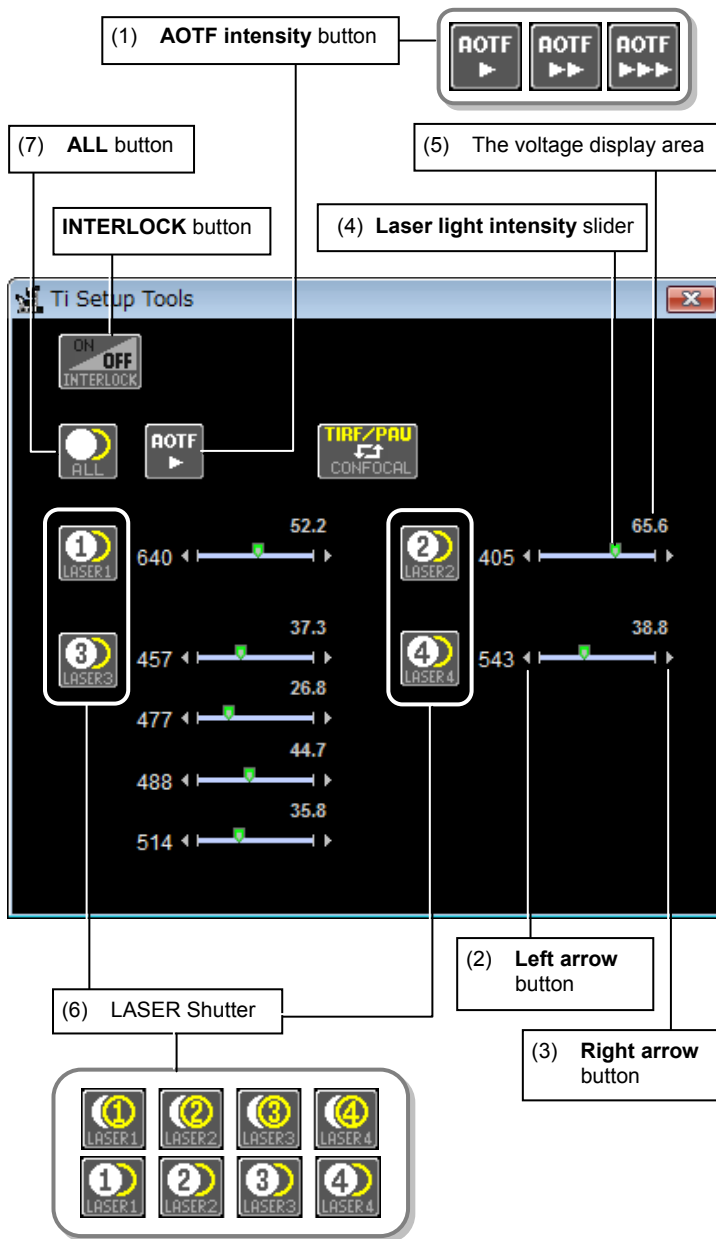 (1) AOTF intensity button
AOTF
AOTF
AOTF
(7) ALL button
(5) The voltage display area
INTERLOCK button
(4) Laser light intensity slider
Ti Setup Tools
ON
OFF
INTERLOCK
ALL
AOTF
TIRF/PAU
CONFOCAL
1
LASER1
640
52.2
2
LASER2
405
65.6
3
LASER3
457
37.3
4
LASER4
543
38.8
477
26.8
488
44.7
514
35.8
(2) Left arrow
button
(6) LASER Shutter
(3) Right arrow
button
1 2 3 4
LASER1 LASER2 LASER3 LASER4
1 2 3 4
LASER1 LASER2 LASER3 LASER4